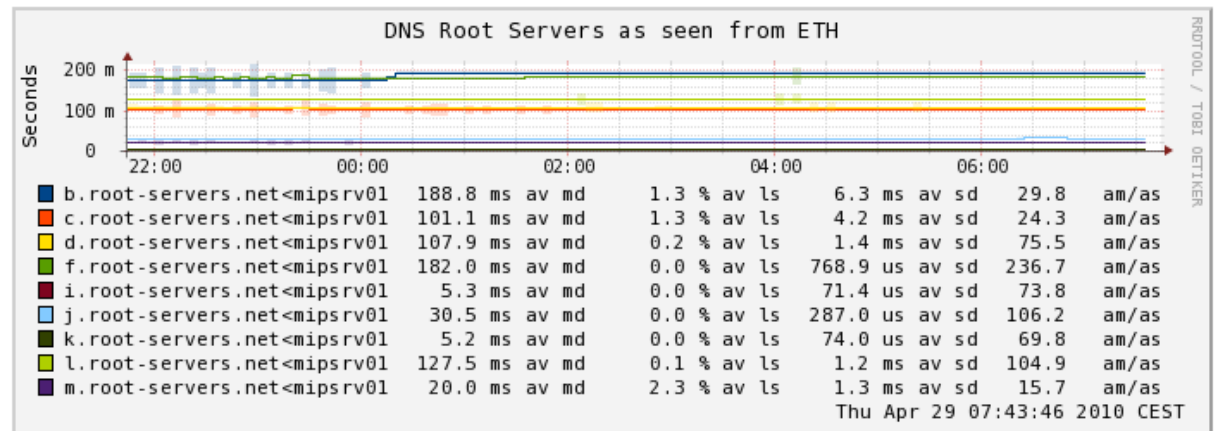 DNS Root Servers as seen from ETH
RRDTOOL / TOBI OETIKER
Seconds
200 m
100 m
0
22:00 00:00 02:00 04:00 06:00
b.root-servers.net<mipsrv01 188.8 ms av md 1.3 % av ls 6.3 ms av sd 29.8 am/as
c.root-servers.net<mipsrv01 101.1 ms av md 1.3 % av ls 4.2 ms av sd 24.3 am/as
d.root-servers.net<mipsrv01 107.9 ms av md 0.2 % av ls 1.4 ms av sd 75.5 am/as
f.root-servers.net<mipsrv01 182.0 ms av md 0.0 % av ls 768.9 us av sd 236.7 am/as
i.root-servers.net<mipsrv01 5.3 ms av md 0.0 % av ls 71.4 us av sd 73.8 am/as
j.root-servers.net<mipsrv01 30.5 ms av md 0.0 % av ls 287.0 us av sd 106.2 am/as
k.root-servers.net<mipsrv01 5.2 ms av md 0.0 % av ls 74.0 us av sd 69.8 am/as
l.root-servers.net<mipsrv01 127.5 ms av md 0.1 % av ls 1.2 ms av sd 104.9 am/as
m.root-servers.net<mipsrv01 20.0 ms av md 2.3 % av ls 1.3 ms av sd 15.7 am/as
Thu Apr 29 07:43:46 2010 CEST